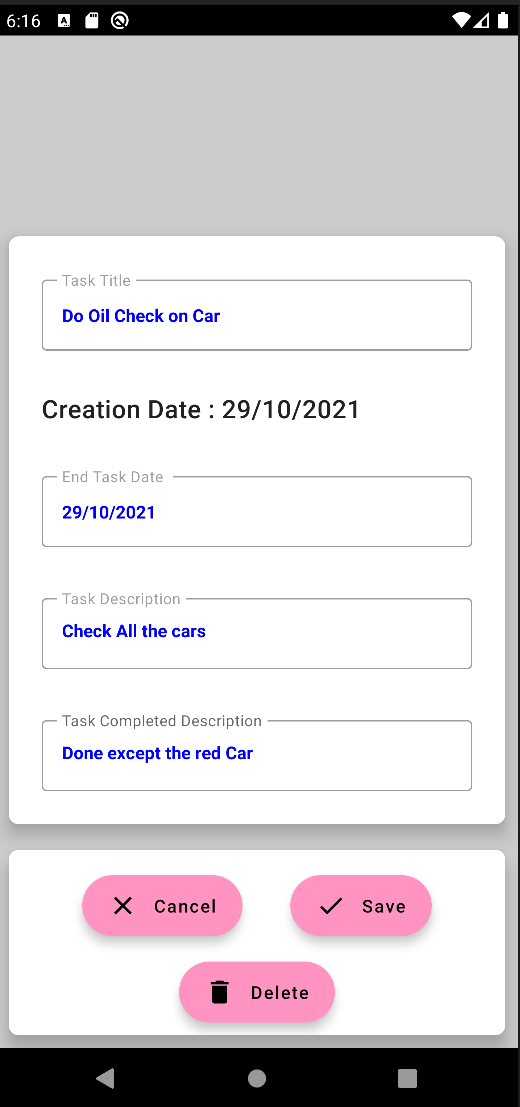 6:16
Task Title
Do Oil Check on Car
Creation Date : 29/10/2021
End Task Date
29/10/2021
Task Description
Check All the cars
Task Completed Description
Done except the red Car
Cancel
Save
Delete